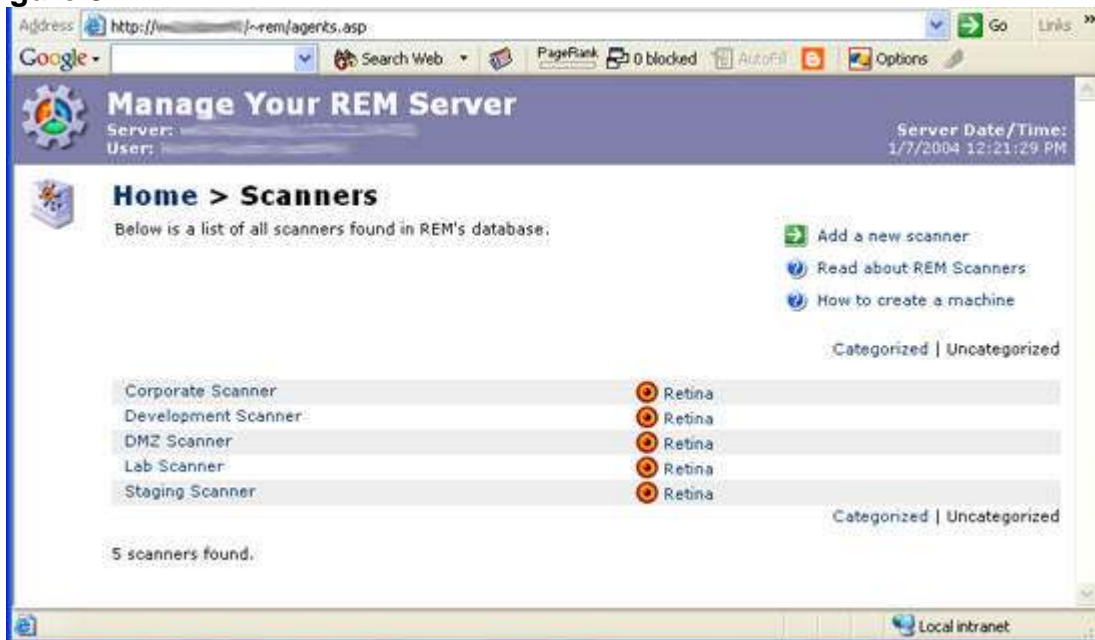 Address http:// /~rem/agents.asp Go Links »
Google Search Web PageRank 0 blocked AutoFill Options
Manage Your REM Server
Server:
User:
Server Date/Time:
1/7/2004 12:21:29 PM
Home > Scanners
Below is a list of all scanners found in REM's database.
Add a new scanner
Read about REM Scanners
How to create a machine
Categorized | Uncategorized
Corporate Scanner Retina
Development Scanner Retina
DMZ Scanner Retina
Lab Scanner Retina
Staging Scanner Retina
Categorized | Uncategorized
5 scanners found.
Local intranet